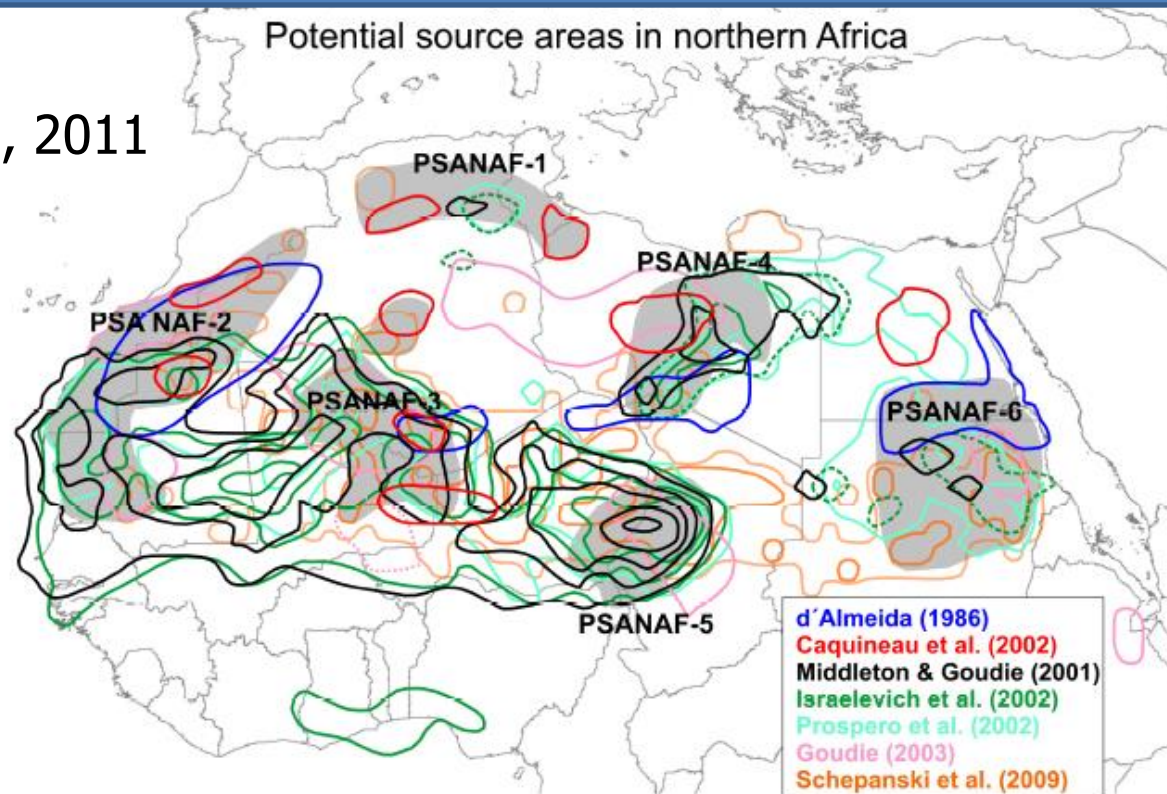 Potential source areas in northern Africa
, 2011
PSANAF-1
PSANAF-4
PSA NAF-2
PSANAF-3
PSANAF-6
PSANAF-5
d´Almeida (1986)
Caquineau et al. (2002)
Middleton & Goudie (2001)
Israelevich et al. (2002)
Prospero et al. (2002)
Goudie (2003)
Schepanski et al. (2009)